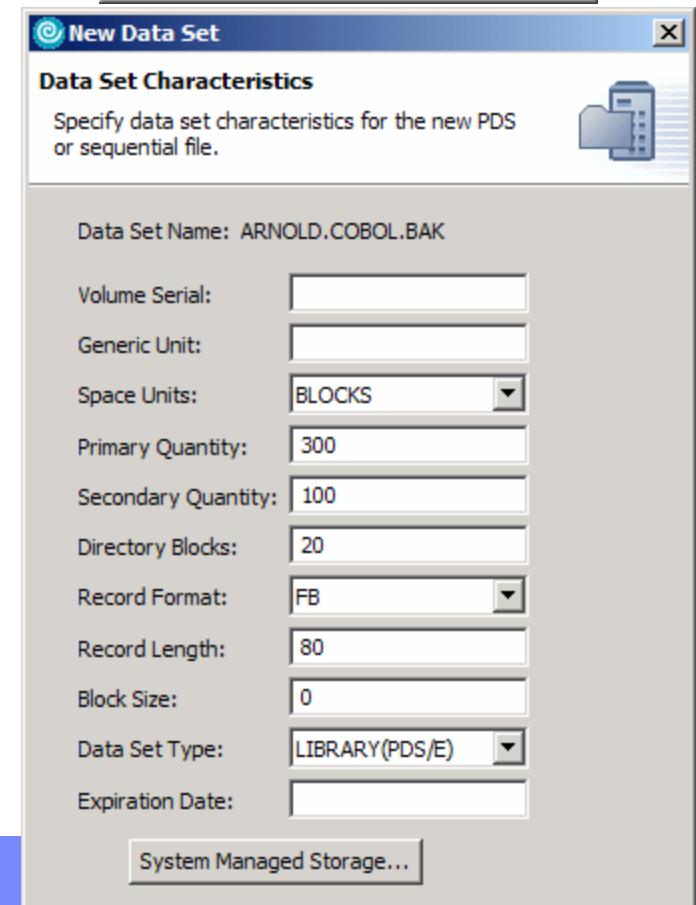 New Data Set
Data Set Characteristics
Specify data set characteristics for the new PDS
or sequential file.
Data Set Name: ARNOLD.COBOL.BAK
Volume Serial:
Generic Unit:
Space Units: BLOCKS
Primary Quantity: 300
Secondary Quantity: 100
Directory Blocks: 20
Record Format: FB
Record Length: 80
Block Size: 0
Data Set Type: LIBRARY(PDS/E)
Expiration Date:
System Managed Storage...